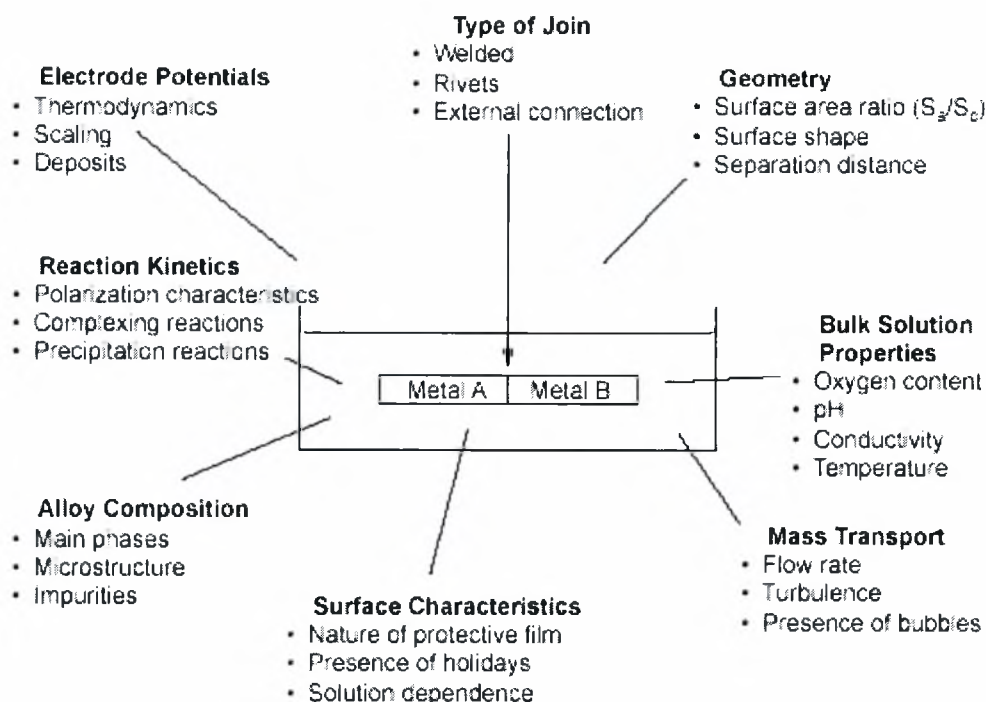 Type of Join
• Welded
• Rivets
• External connection
Electrode Potentials
• Thermodynamics
• Scaling
• Deposits
Geometry
• Surface area ratio (Sa/Sc)
• Surface shape
• Separation distance
Reaction Kinetics
• Polarization characteristics
• Complexing reactions
• Precipitation reactions
Metal A
Metal B
Bulk Solution
Properties
• Oxygen content
• pH
• Conductivity
• Temperature
Alloy Composition
• Main phases
• Microstructure
• Impurities
Surface Characteristics
• Nature of protective film
• Presence of holidays
• Solution dependence
Mass Transport
• Flow rate
• Turbulence
• Presence of bubbles